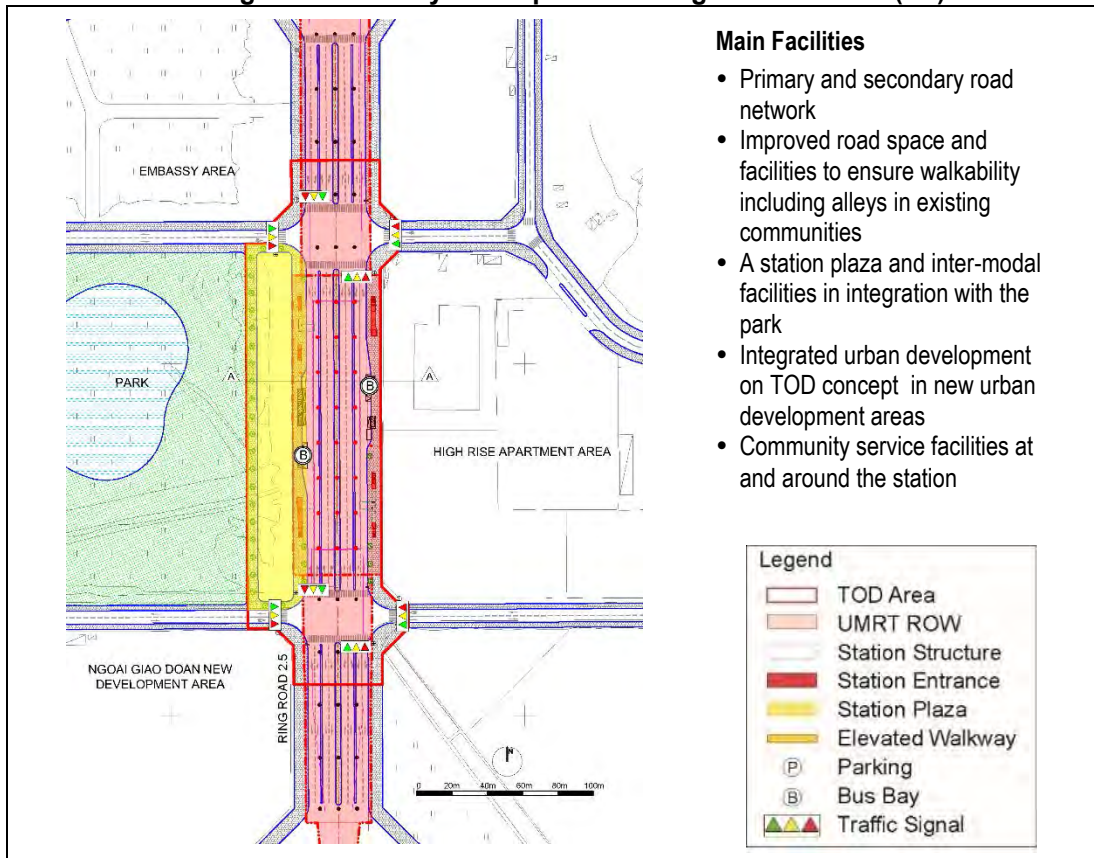 Main Facilities
• Primary and secondary road
network
• Improved road space and
facilities to ensure walkability
including alleys in existing
communities
• A station plaza and inter-modal
facilities in integration with the
park
• Integrated urban development
on TOD concept in new urban
development areas
• Community service facilities at
and around the station
EMBASSY AREA
PARK
A
A
B
B
HIGH RISE APARTMENT AREA
NGOAI GIAO DOAN NEW
DEVELOPMENT AREA
RING ROAD 2.5
0 20m 40m 60m 80m 100m
Legend
TOD Area
UMRT ROW
Station Structure
Station Entrance
Station Plaza
Elevated Walkway
P Parking
B Bus Bay
Traffic Signal